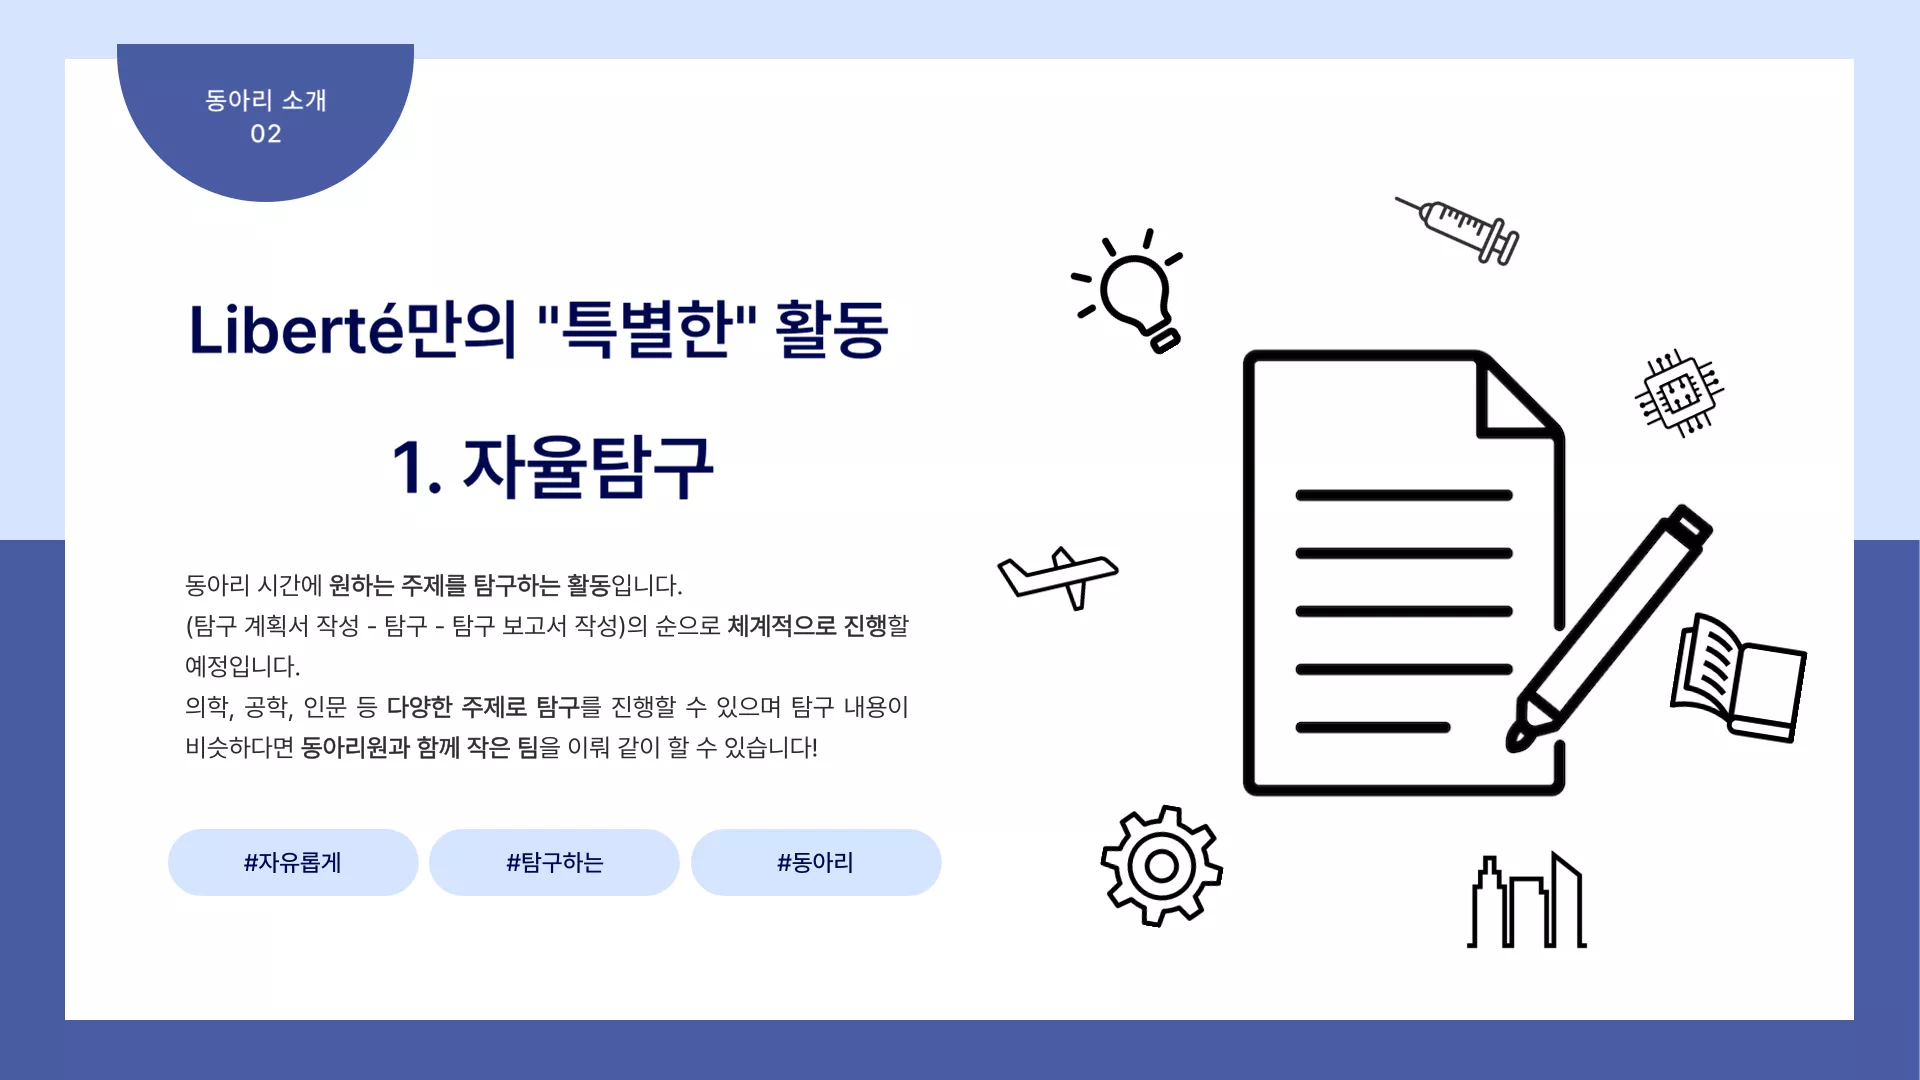 동아리 소개
02
Liberté만의 "특별한" 활동
1. 자율탐구
동아리 시간에 원하는 주제를 탐구하는 활동입니다.
(탐구 계획서 작성 - 탐구 - 탐구 보고서 작성)의 순으로 체계적으로 진행할
예정입니다.
의학, 공학, 인문 등 다양한 주제로 탐구를 진행할 수 있으며 탐구 내용이
비슷하다면 동아리원과 함께 작은 팀을 이뤄 같이 할 수 있습니다!
#자유롭게 #탐구하는 #동아리